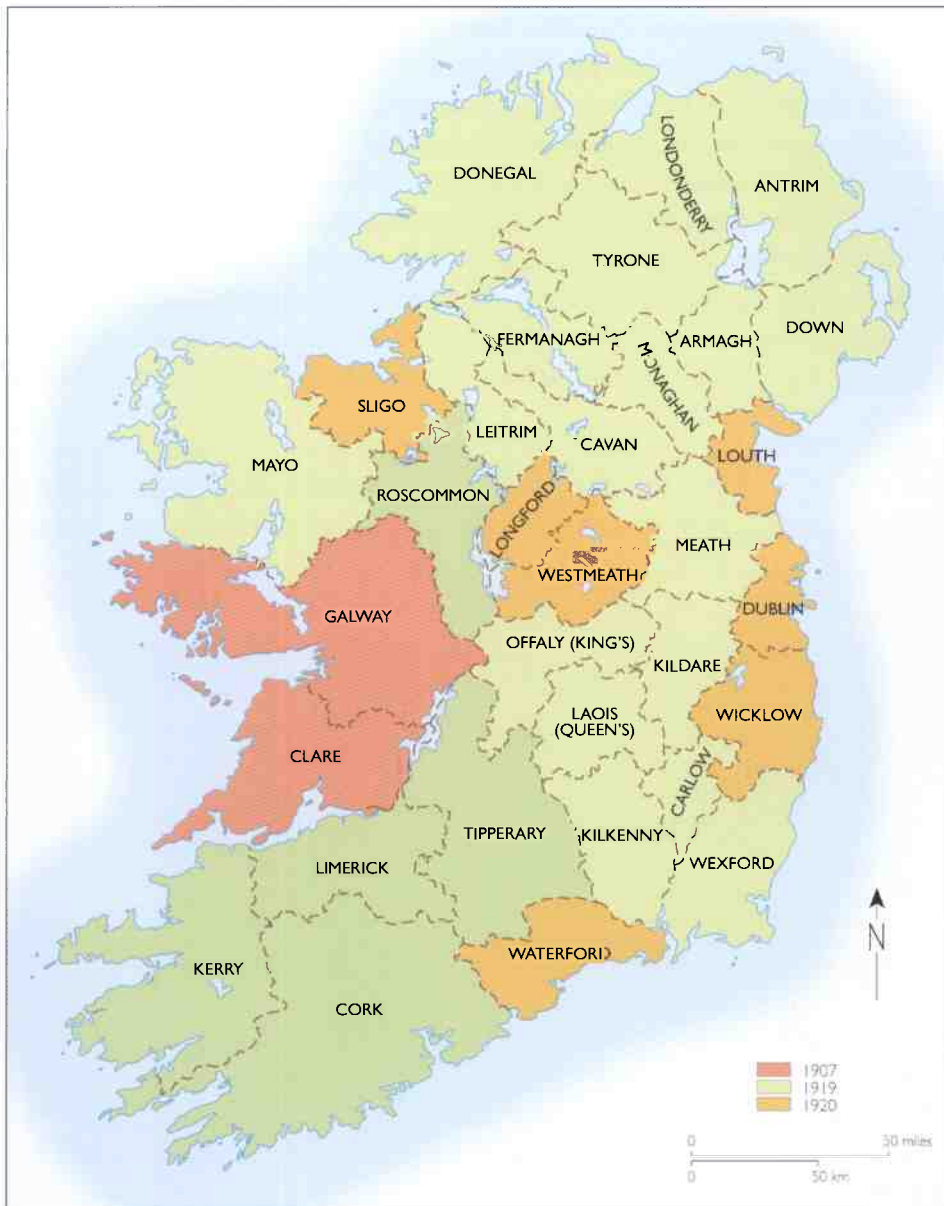 DONEGAL
LONDONDERRY
ANTRIM
TYRONE
FERMANAGH
MONAGHAN
ARMAGH
DOWN
SLIGO
LEITRIM
CAVAN
LOUTH
MAYO
ROSCOMMON
LONGFORD
MEATH
WESTMEATH
DUBLIN
GALWAY
OFFALY (KING'S)
KILDARE
LAOIS
(QUEEN'S)
WICKLOW
CLARE
CARLOW
TIPPERARY
KILKENNY
LIMERICK
WEXFORD
WATERFORD
KERRY
CORK
N
1907
1919
1920
0 50 miles
0 50 km